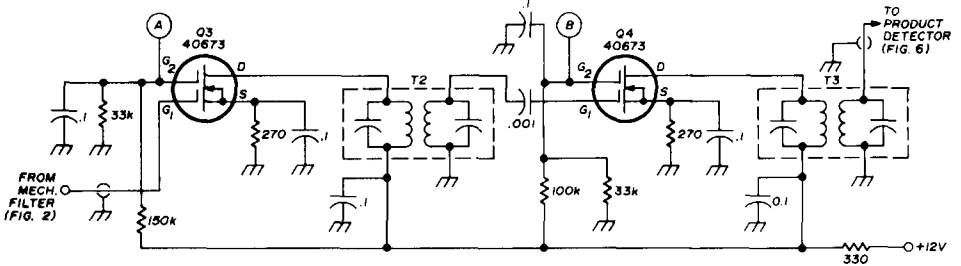 A
Q3
40673
G2
D
S
G1
.1
33k
270
.1
FROM
MECH.
FILTER
(FIG. 2)
150k
T2
.1
.001
.1
B
Q4
40673
G2
D
S
G1
270
.1
100k
33k
T3
0.1
TO
PRODUCT
DETECTOR
(FIG. 6)
330
+12V